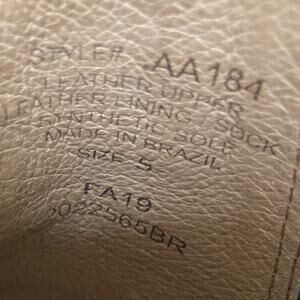 STYLE# AA184
LEATHER UPPER
LEATHER LINING - SOCK
SYNTHETIC SOLE
MADE IN BRAZIL
SIZE 5
FA19
2022565BR